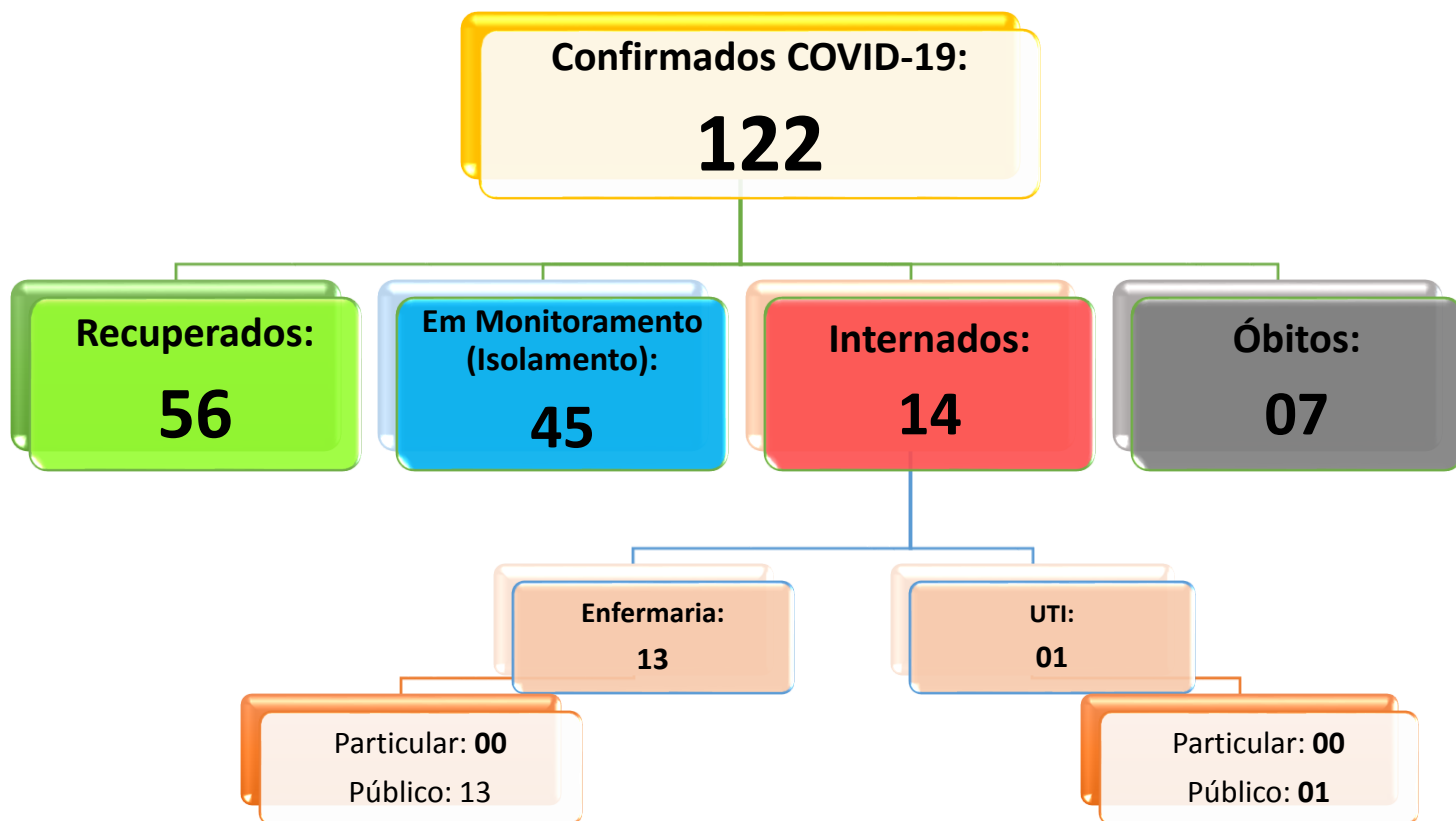 Confirmados COVID-19:
122
Recuperados:
56
Em Monitoramento
(Isolamento):
45
Internados:
14
Óbitos:
07
Enfermaria:
13
UTI:
01
Particular: 00
Público: 13
Particular: 00
Público: 01